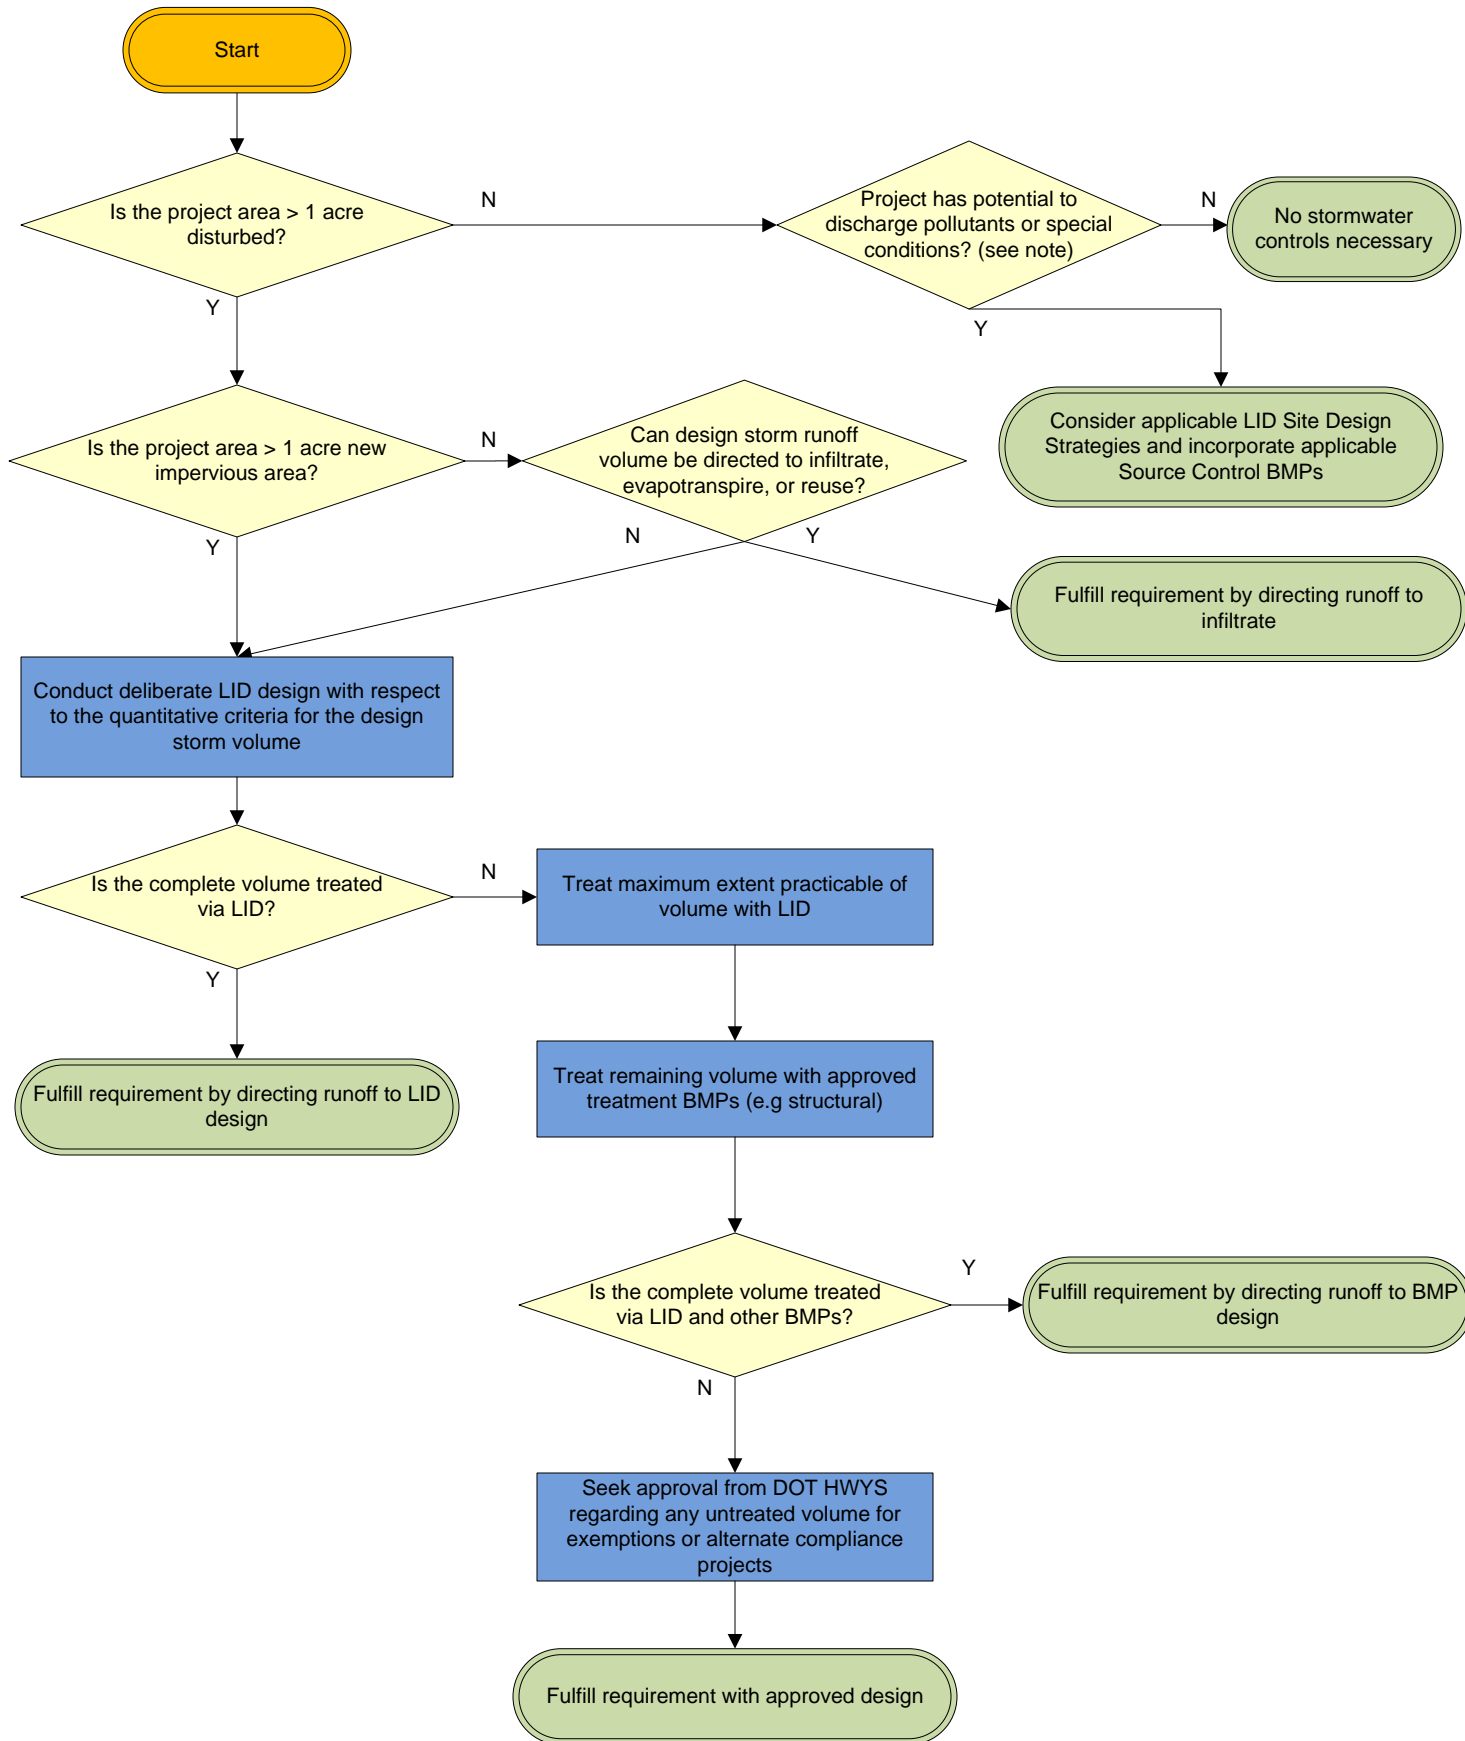 Start
Is the project area > 1 acre
disturbed?
N
Project has potential to
discharge pollutants or special
conditions? (see note)
N
No stormwater
controls necessary
Y
Y
Is the project area > 1 acre new
impervious area?
N
Can design storm runoff
volume be directed to infiltrate,
evapotranspire, or reuse?
Consider applicable LID Site Design
Strategies and incorporate applicable
Source Control BMPs
Y
N
Y
Fulfill requirement by directing runoff to
infiltrate
Conduct deliberate LID design with respect
to the quantitative criteria for the design
storm volume
Is the complete volume treated
via LID?
N
Treat maximum extent practicable of
volume with LID
Y
Fulfill requirement by directing runoff to LID
design
Treat remaining volume with approved
treatment BMPs (e.g structural)
Is the complete volume treated
via LID and other BMPs?
Y
Fulfill requirement by directing runoff to BMP
design
N
Seek approval from DOT HWYS
regarding any untreated volume for
exemptions or alternate compliance
projects
Fulfill requirement with approved design